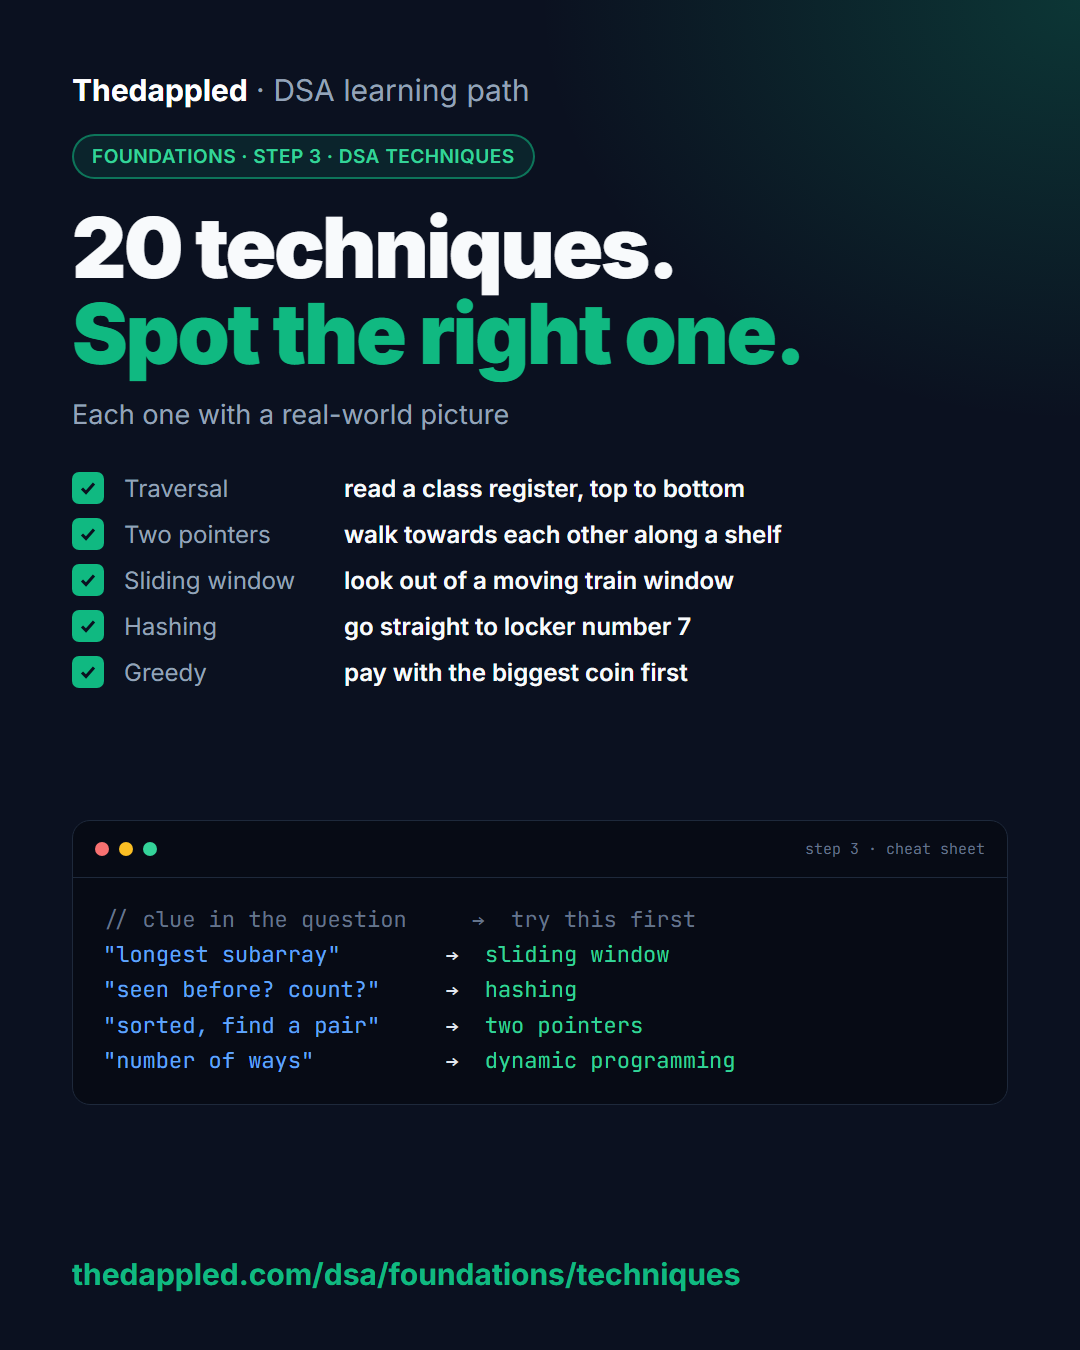 Thedappled · DSA learning path
FOUNDATIONS · STEP 3 · DSA TECHNIQUES
20 techniques.
Spot the right one.
Each one with a real-world picture
Traversal read a class register, top to bottom
Two pointers walk towards each other along a shelf
Sliding window look out of a moving train window
Hashing go straight to locker number 7
Greedy pay with the biggest coin first
step 3 · cheat sheet
// clue in the question → try this first
"longest subarray" → sliding window
"seen before? count?" → hashing
"sorted, find a pair" → two pointers
"number of ways" → dynamic programming
thedappled.com/dsa/foundations/techniques